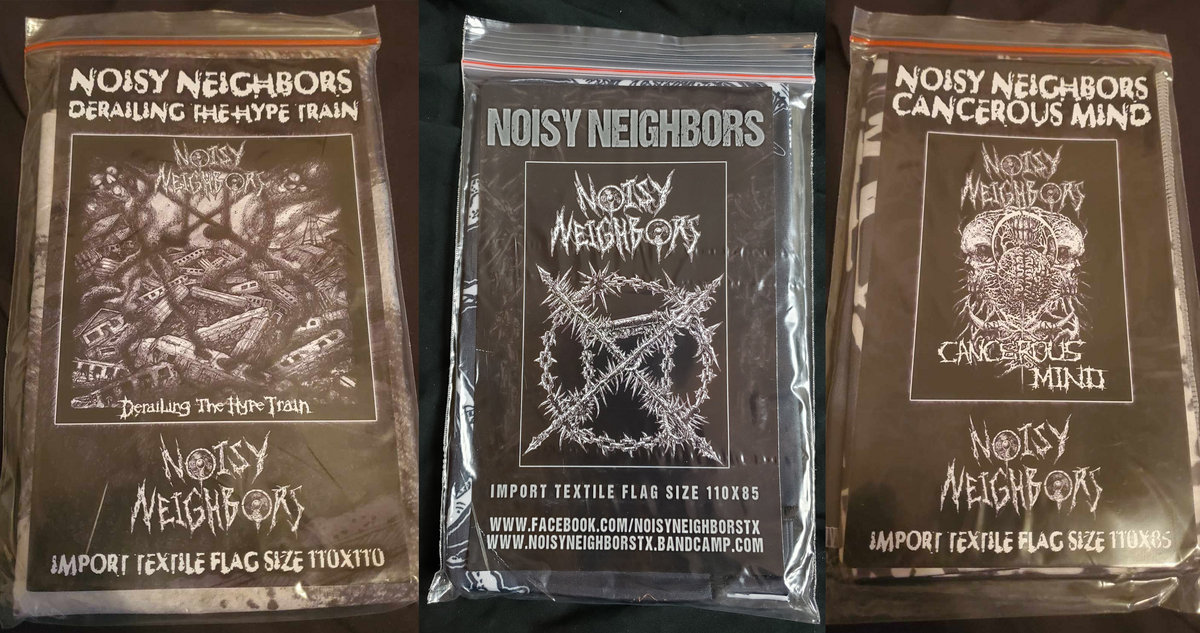 NOISY NEIGHBORS
DERAILING THE HYPE TRAIN
NOISY
NEIGHBORS
Derailing The Hype Train
NOISY
NEIGHBORS
IMPORT TEXTILE FLAG SIZE 110X110
NOISY NEIGHBORS
NOISY
NEIGHBORS
IMPORT TEXTILE FLAG SIZE 110X85
WWW.FACEBOOK.COM/NOISYNEIGHBORSTX
WWW.NOISYNEIGHBORSTX.BANDCAMP.COM
NOISY NEIGHBORS
CANCEROUS MIND
NOISY
NEIGHBORS
CANCEROUS
MIND
NOISY
NEIGHBORS
IMPORT TEXTILE FLAG SIZE 110X85